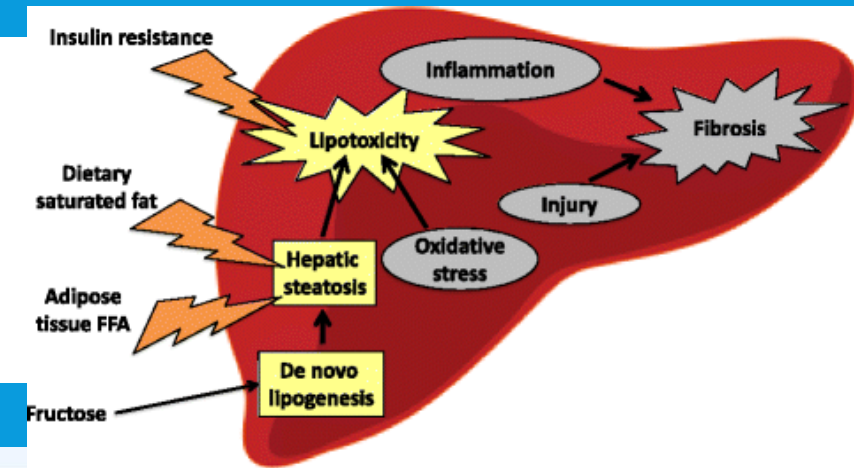 Insulin resistance
Inflammation
Fibrosis
Lipotoxicity
Dietary
saturated fat
Injury
Oxidative
stress
Hepatic
steatosis
Adipose
tissue FFA
De novo
lipogenesis
Fructose